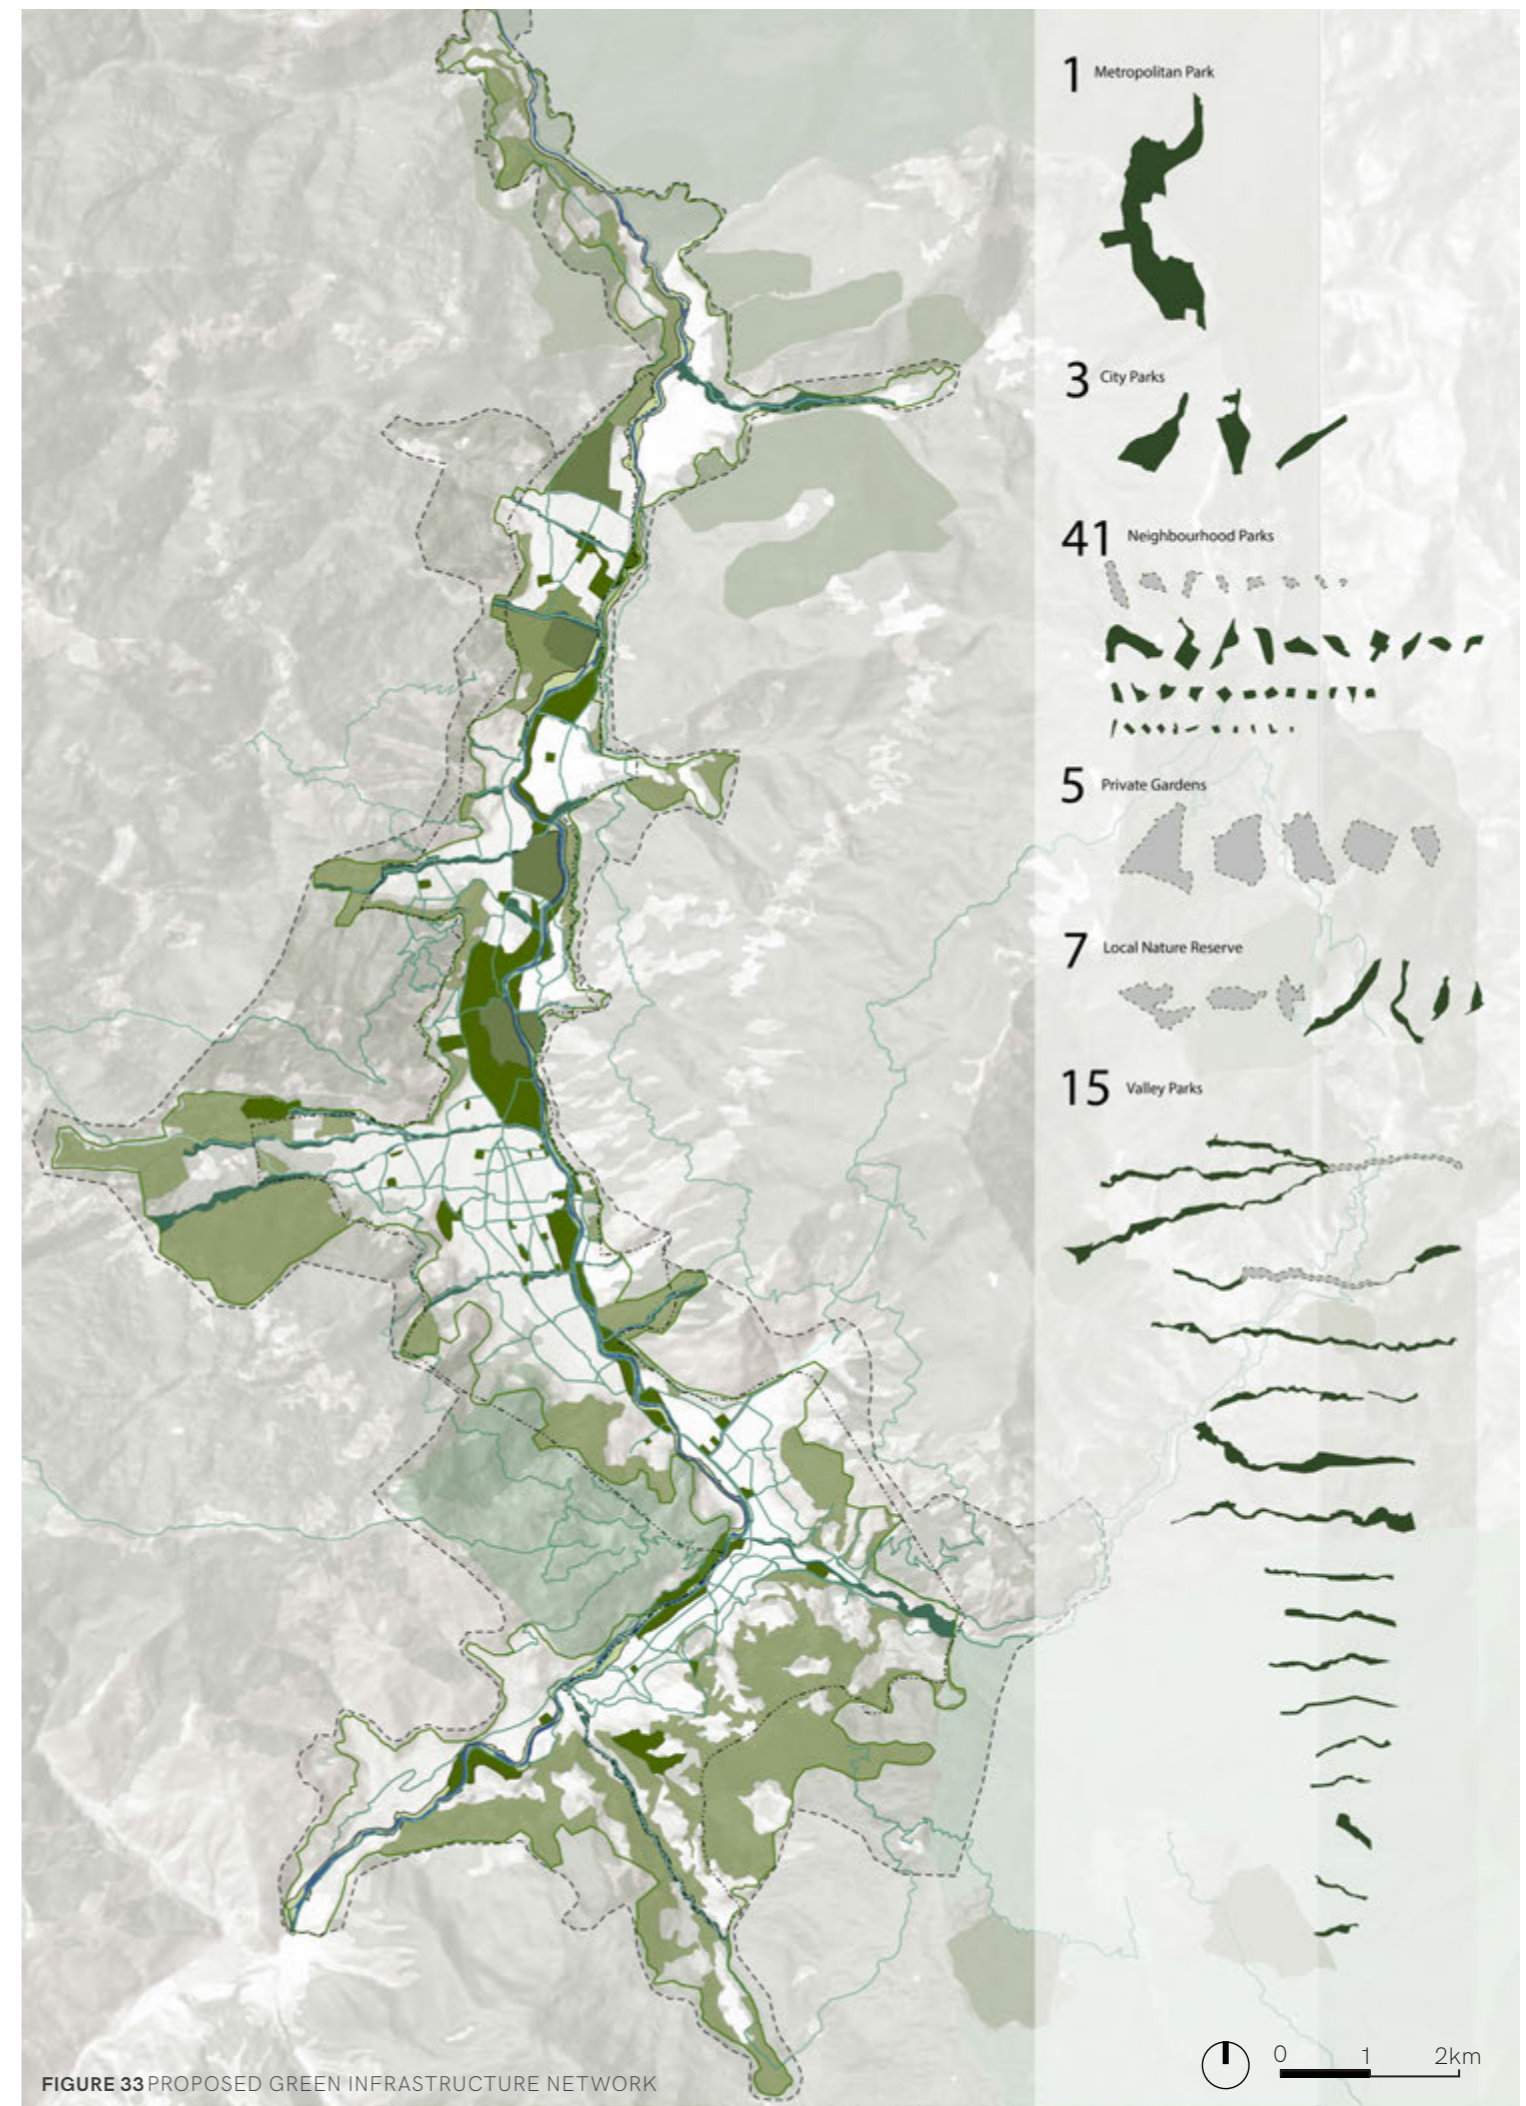 1 Metropolitan Park
3 City Parks
41 Neighbourhood Parks
5 Private Gardens
7 Local Nature Reserve
15 Valley Parks
0 1 2km
FIGURE 33 PROPOSED GREEN INFRASTRUCTURE NETWORK